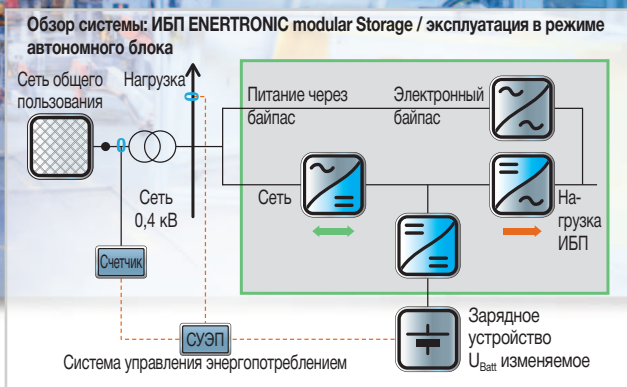 Обзор системы: ИБП ENERTRONIC modular Storage / эксплуатация в режиме
автономного блока
Сеть общего
пользования
Нагрузка
Питание через
байпас
Электронный
байпас
Сеть
0,4 кВ
Сеть
На-
грузка
ИБП
Счетчик
СУЭП
Система управления энергопотреблением
Зарядное
устройство
U_Batt изменяемое